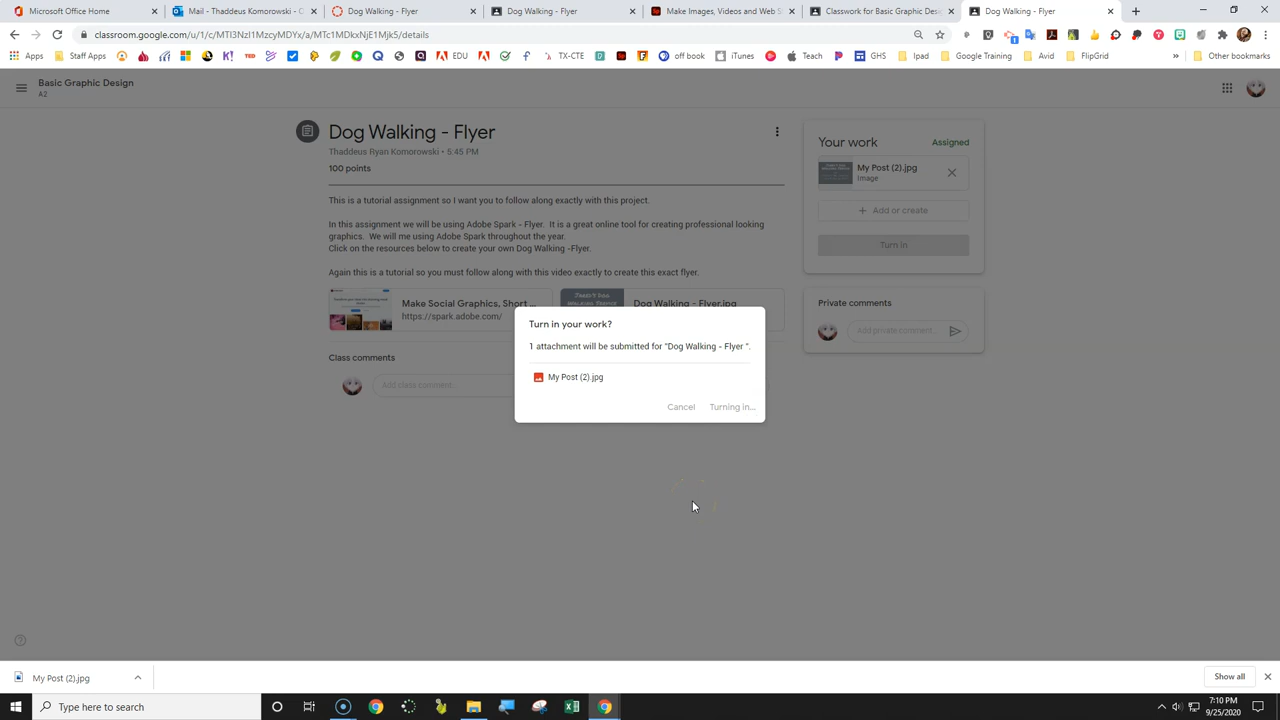 Microsoft Office Home
Mail - Thaddeus Komorowski - O
Dog Walking - Flyer
Dog Walking - Flyer
Make Images, Videos and Web S
Classwork for Basic Graphic Desi
Dog Walking - Flyer
classroom.google.com/u/1/c/MTI3NzI1MzcyMDYx/a/MTc1MDkxNjE1Mjk5/details
Apps
Staff Apps
EDU
TX-CTE
off book
iTunes
Teach
GHS
Ipad
Google Training
Avid
FlipGrid
Other bookmarks
Basic Graphic Design
A2
Dog Walking - Flyer
Thaddeus Ryan Komorowski • 5:45 PM
100 points
This is a tutorial assignment so I want you to follow along exactly with this project.
In this assignment we will be using Adobe Spark - Flyer. It is a great online tool for creating professional looking
graphics. We will me using Adobe Spark throughout the year.
Click on the resources below to create your own Dog Walking -Flyer.
Again this is a tutorial so you must follow along with this video exactly to create this exact flyer.
Make Social Graphics, Short ...
https://spark.adobe.com/
Dog Walking - Flyer.jpg
Class comments
Add class comment.
Your work
Assigned
My Post (2).jpg
Image
+ Add or create
Turn in
Private comments
Add private comment...
Turn in your work?
1 attachment will be submitted for "Dog Walking - Flyer ".
My Post (2).jpg
Cancel
Turning in...
My Post (2).jpg
Show all
Type here to search
7:10 PM
9/25/2020